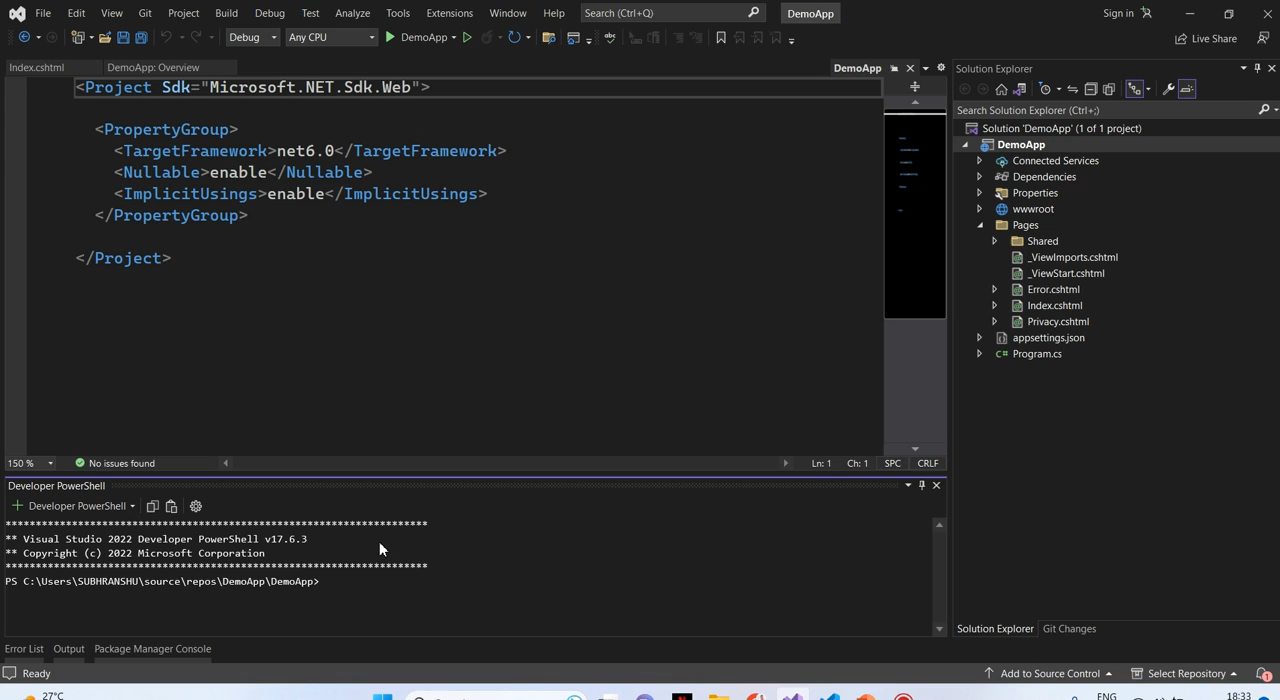 File Edit View Git Project Build Debug Test Analyze Tools Extensions Window Help Search (Ctrl+Q) DemoApp Sign in
Debug Any CPU DemoApp Live Share
Index.cshtml DemoApp: Overview DemoApp
<Project Sdk="Microsoft.NET.Sdk.Web">
<PropertyGroup>
<TargetFramework>net6.0</TargetFramework>
<Nullable>enable</Nullable>
<ImplicitUsings>enable</ImplicitUsings>
</PropertyGroup>
</Project>
150 % No issues found Ln: 1 Ch: 1 SPC CRLF
Developer PowerShell
Developer PowerShell
**********************************************************************
** Visual Studio 2022 Developer PowerShell v17.6.3
** Copyright (c) 2022 Microsoft Corporation
**********************************************************************
PS C:\Users\SUBHRANSHU\source\repos\DemoApp\DemoApp>
Error List Output Package Manager Console
Solution Explorer
Search Solution Explorer (Ctrl+;)
Solution 'DemoApp' (1 of 1 project)
DemoApp
Connected Services
Dependencies
Properties
wwwroot
Pages
Shared
_ViewImports.cshtml
_ViewStart.cshtml
Error.cshtml
Index.cshtml
Privacy.cshtml
appsettings.json
C# Program.cs
Solution Explorer Git Changes
Ready Add to Source Control Select Repository 1
27°C ENG 18:33